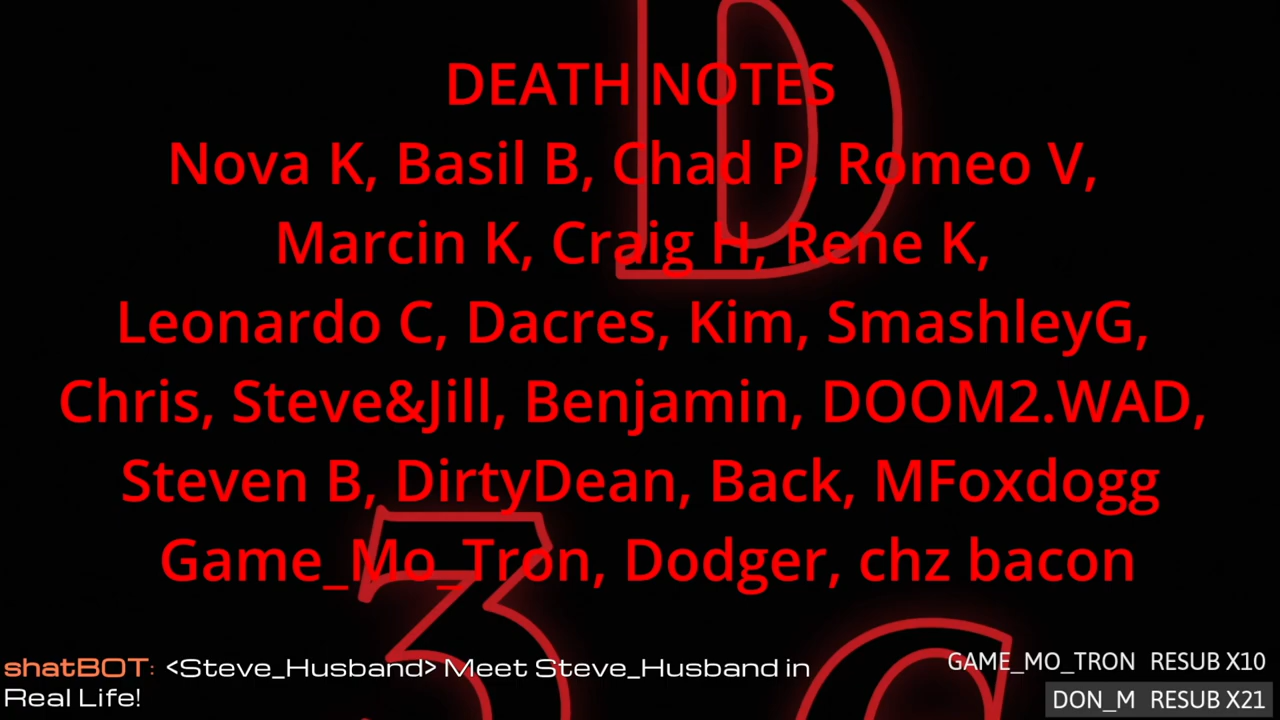 DEATH NOTES
Nova K, Basil B, Chad P, Romeo V,
Marcin K, Craig H, Rene K,
Leonardo C, Dacres, Kim, SmashleyG,
Chris, Steve&Jill, Benjamin, DOOM2.WAD,
Steven B, DirtyDean, Back, MFoxdogg
Game_Mo_Tron, Dodger, chz bacon
shatBOT: <Steve_Husband> Meet Steve_Husband in
Real Life!
GAME_MO_TRON RESUB X10
DON_M RESUB X21
D
3